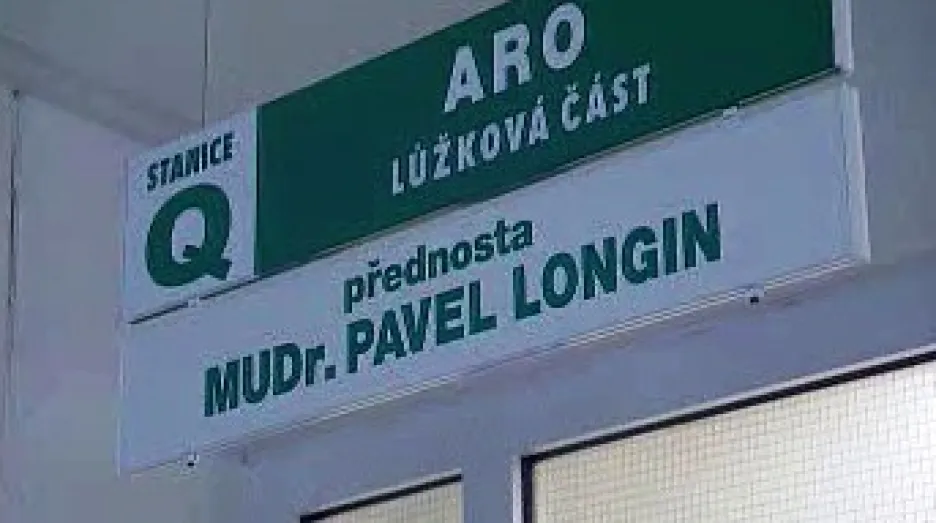 STANICE
Q
ARO
LŮŽKOVÁ ČÁST
přednosta
MUDr. PAVEL LONGIN